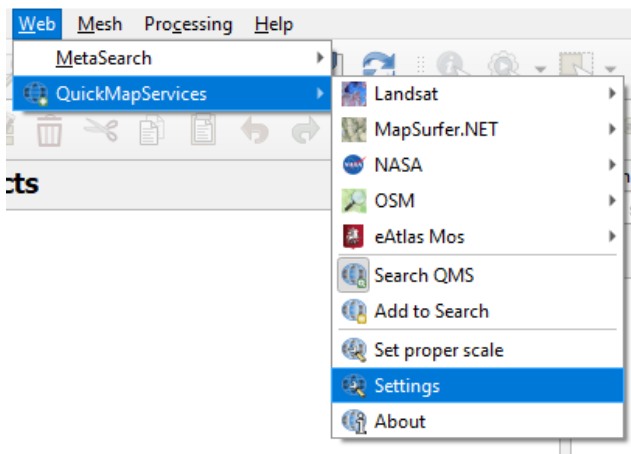 Web Mesh Processing Help
MetaSearch
QuickMapServices
Landsat
MapSurfer.NET
NASA
OSM
eAtlas Mos
Search QMS
Add to Search
Set proper scale
Settings
About
cts